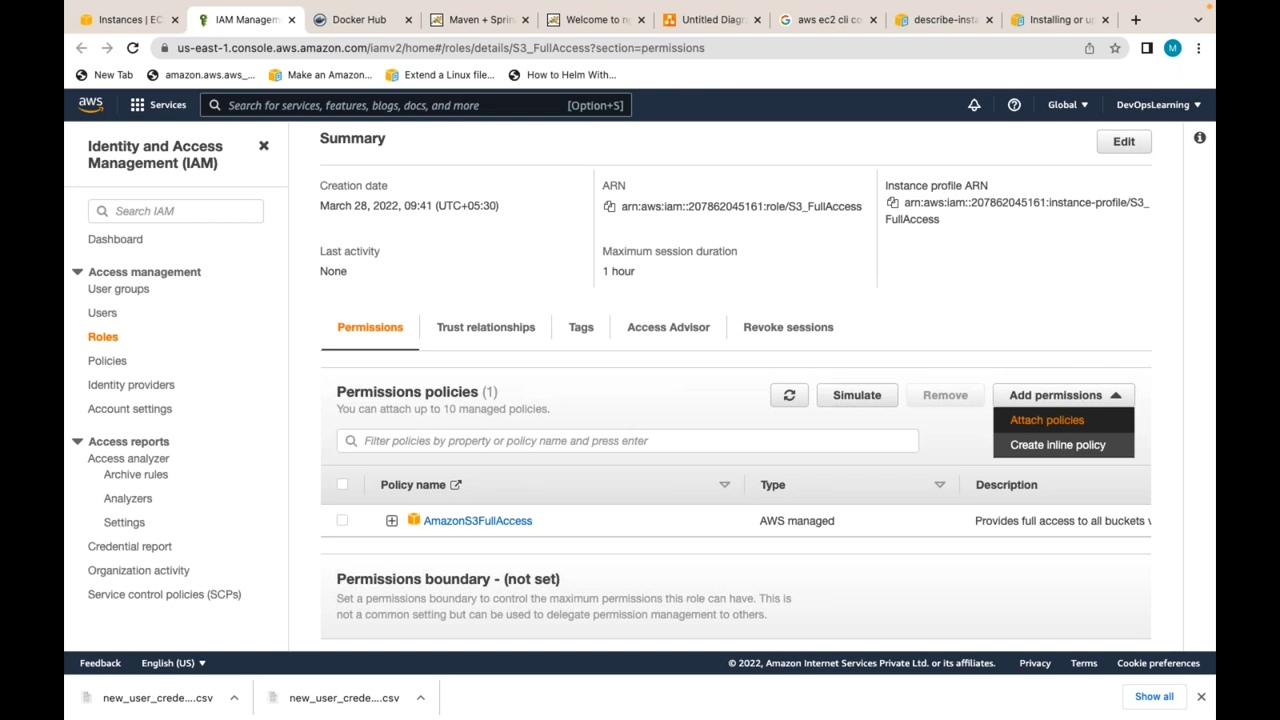 Instances | EC
IAM Managem
Docker Hub
Maven + Sprin
Welcome to n
Untitled Diagr
aws ec2 cli co
describe-insta
Installing or u
us-east-1.console.aws.amazon.com/iamv2/home#/roles/details/S3_FullAccess?section=permissions
M
New Tab
amazon.aws.aws_...
Make an Amazon...
Extend a Linux file...
How to Helm With...
aws
Services
Search for services, features, blogs, docs, and more
[Option+S]
Global
DevOpsLearning
Identity and Access
Management (IAM)
Search IAM
Dashboard
Access management
User groups
Users
Roles
Policies
Identity providers
Account settings
Access reports
Access analyzer
Archive rules
Analyzers
Settings
Credential report
Organization activity
Service control policies (SCPs)
Summary
Edit
Creation date
March 28, 2022, 09:41 (UTC+05:30)
ARN
arn:aws:iam::207862045161:role/S3_FullAccess
Instance profile ARN
arn:aws:iam::207862045161:instance-profile/S3_
FullAccess
Last activity
None
Maximum session duration
1 hour
Permissions
Trust relationships
Tags
Access Advisor
Revoke sessions
Permissions policies (1)
You can attach up to 10 managed policies.
Simulate
Remove
Add permissions
Attach policies
Create inline policy
Filter policies by property or policy name and press enter
Policy name
Type
Description
AmazonS3FullAccess
AWS managed
Provides full access to all buckets v
Permissions boundary - (not set)
Set a permissions boundary to control the maximum permissions this role can have. This is
not a common setting but can be used to delegate permission management to others.
Feedback
English (US)
© 2022, Amazon Internet Services Private Ltd. or its affiliates.
Privacy
Terms
Cookie preferences
new_user_crede....csv
new_user_crede....csv
Show all